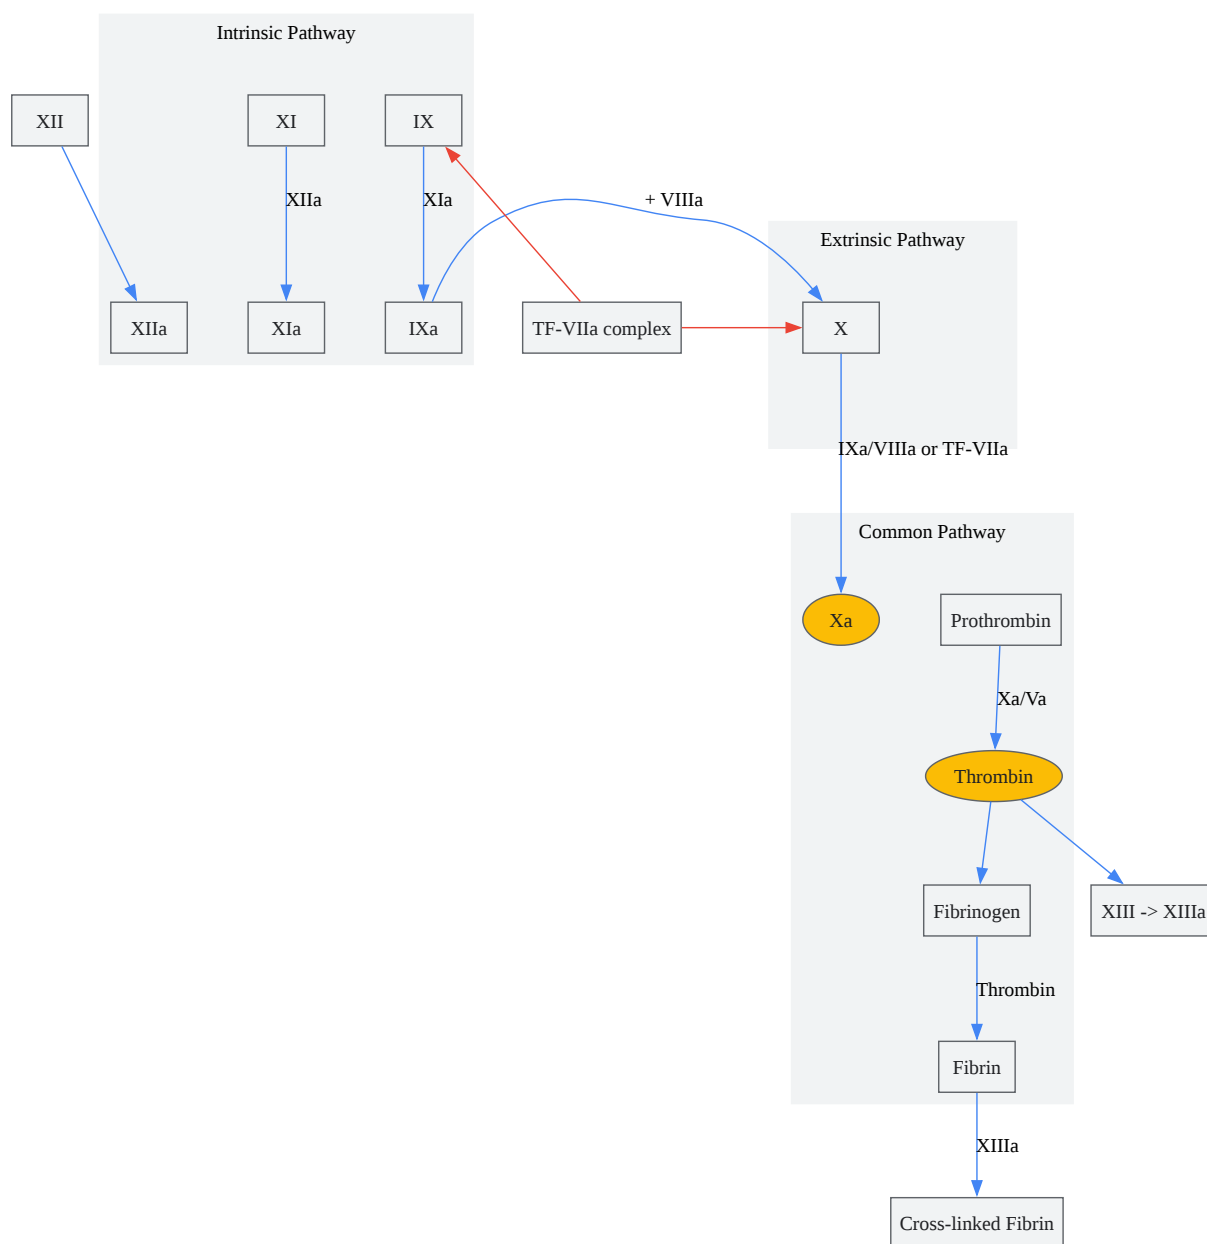 Intrinsic Pathway
XII
XI
IX
XIIa
XIa
+ VIIIa
Extrinsic Pathway
XIIa
XIa
IXa
TF-VIIa complex
X
IXa/VIIIa or TF-VIIa
Common Pathway
Xa
Prothrombin
Xa/Va
Thrombin
Fibrinogen
XIII -> XIIIa
Thrombin
Fibrin
XIIIa
Cross-linked Fibrin